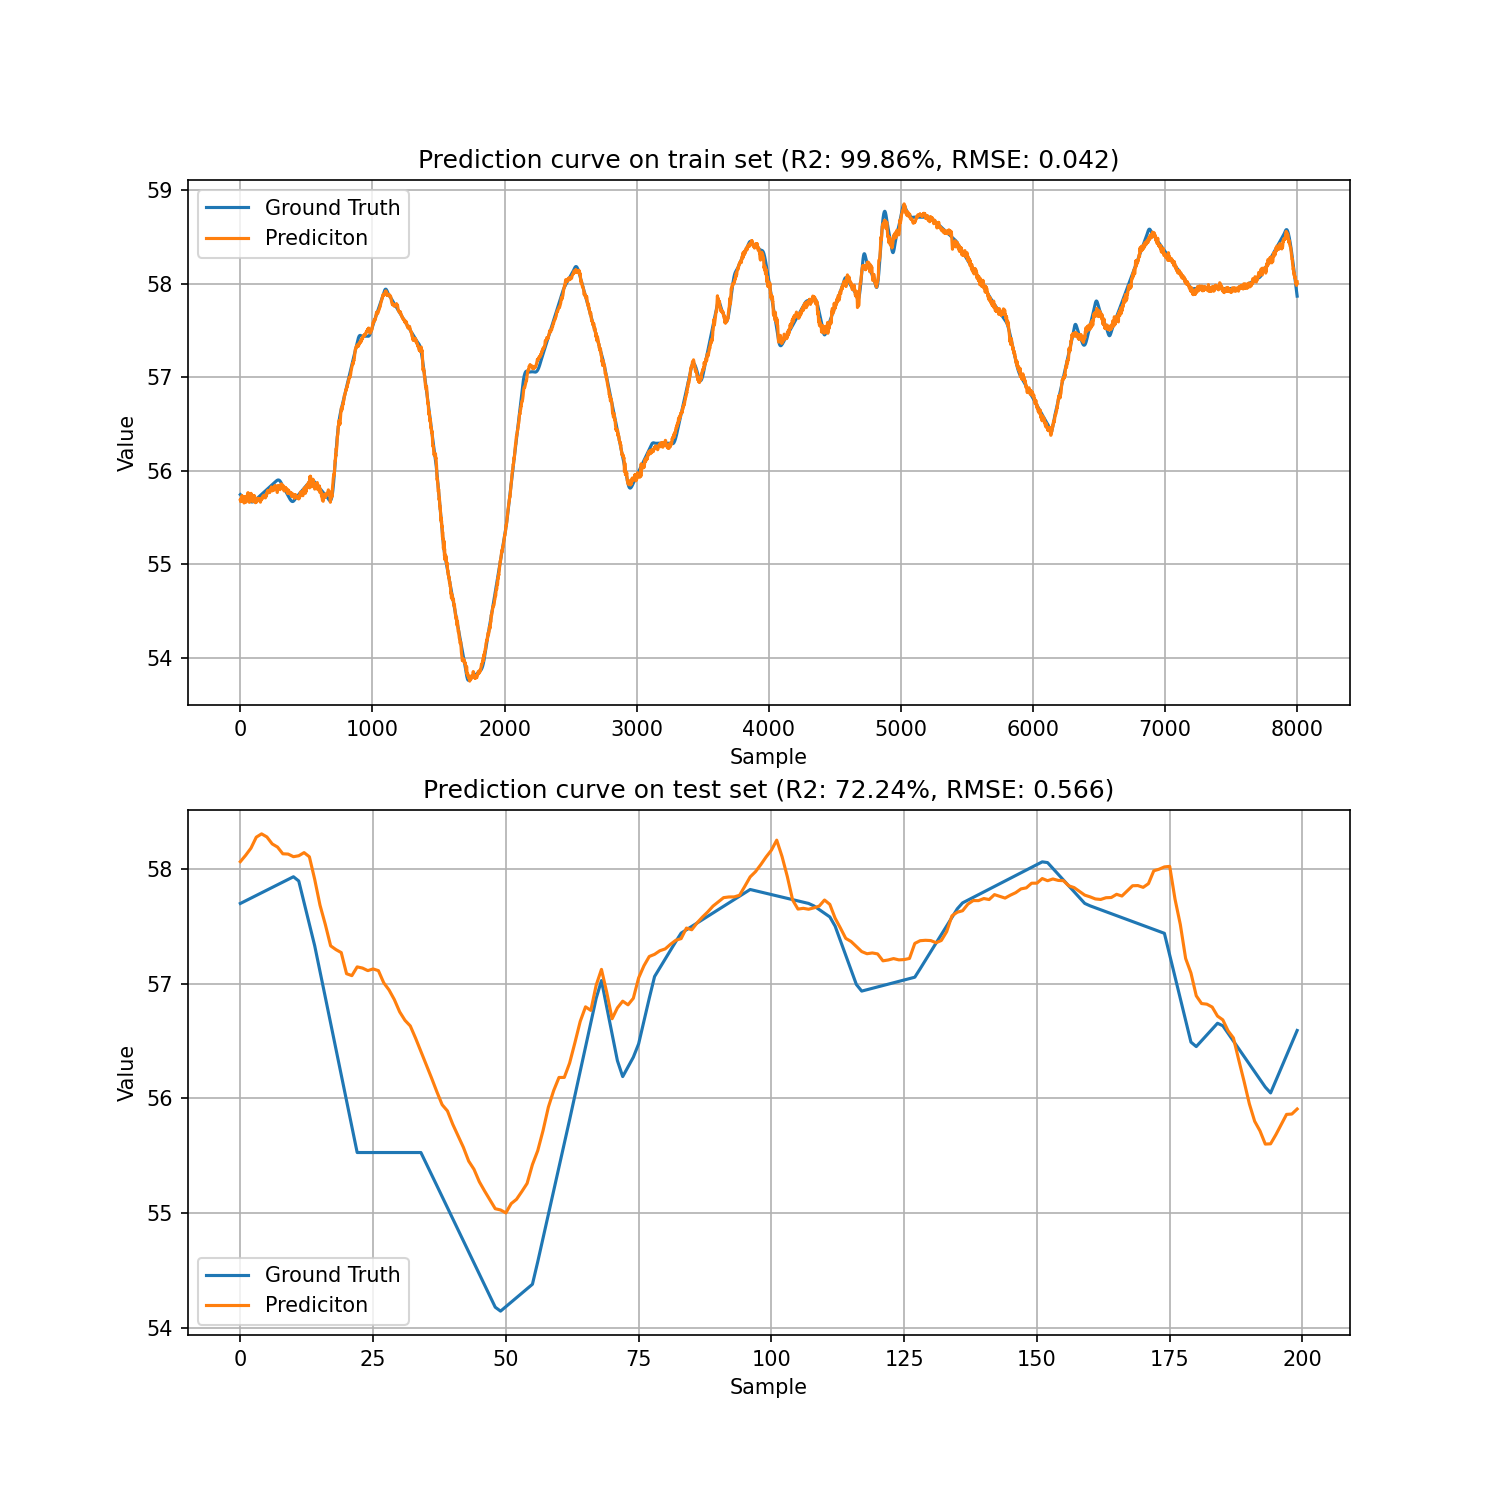 Prediction curve on train set (R2: 99.86%, RMSE: 0.042)
59
58
57
56
55
54
Value
Ground Truth
Prediciton
0 1000 2000 3000 4000 5000 6000 7000 8000
Sample
Prediction curve on test set (R2: 72.24%, RMSE: 0.566)
58
57
56
55
54
Value
Ground Truth
Prediciton
0 25 50 75 100 125 150 175 200
Sample